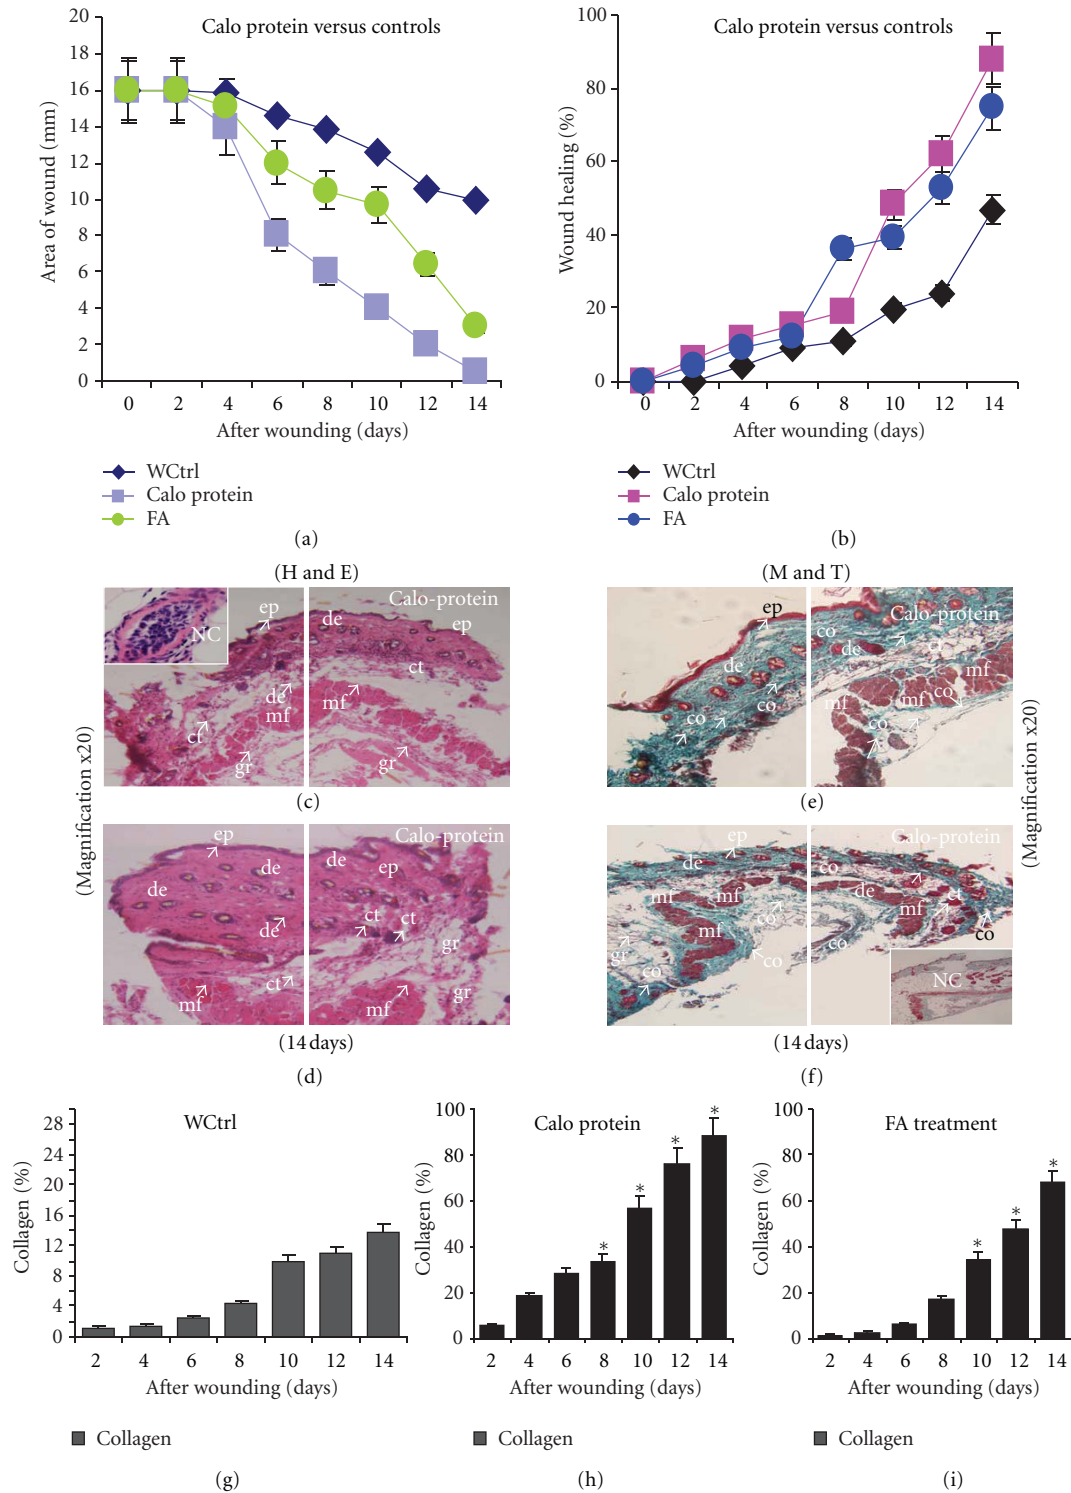 Calo protein versus controls
20
18
16
14
12
10
8
6
4
2
0
Area of wound (mm)
0 2 4 6 8 10 12 14
After wounding (days)
WCtrl
Calo protein
FA
(a)
Calo protein versus controls
100
80
60
40
20
0
Wound healing (%)
0 2 4 6 8 10 12 14
After wounding (days)
WCtrl
Calo protein
FA
(b)
(H and E)
(Magnification x20)
NC
ep
de
Calo-protein
ep
ct
de
mf
mf
ct
gr
gr
(c)
ep
Calo-protein
de
de
ep
de
ct
ct
de
gr
ct
mf
mf
gr
(14 days)
(d)
(M and T)
(Magnification x20)
ep
Calo-protein
co
de
de
ct
mf
co
co
mf
mf
co
co
(e)
ep
Calo-protein
de
co
de
ct
mf
mf
mf
co
mf
co
co
gr
co
co
NC
(14 days)
(f)
WCtrl
28
24
20
16
12
8
4
0
Collagen (%)
2 4 6 8 10 12 14
After wounding (days)
Collagen
(g)
Calo protein
100
80
60
40
20
0
Collagen (%)
* * * *
2 4 6 8 10 12 14
After wounding (days)
Collagen
(h)
FA treatment
100
80
60
40
20
0
Collagen (%)
* * *
2 4 6 8 10 12 14
After wounding (days)
Collagen
(i)